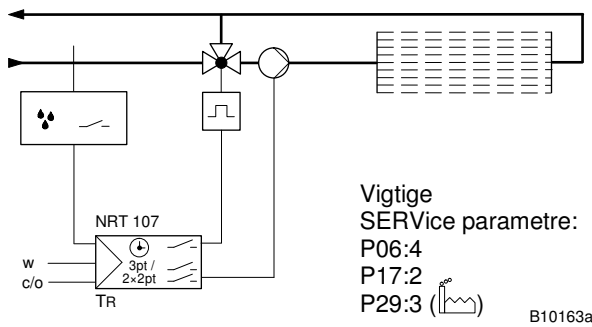 NRT 107
3pt /
2×2pt
w
c/o
TR
Vigtige
SERVice parametre:
P06:4
P17:2
P29:3 ( )
B10163a